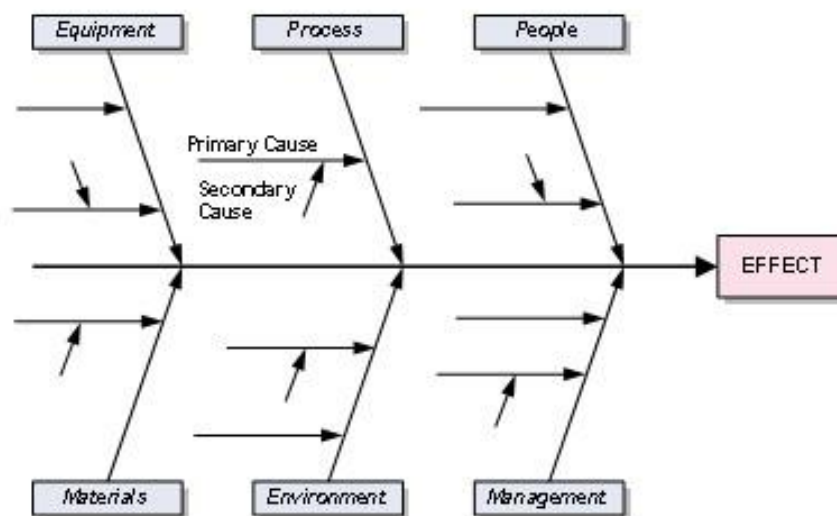 Equipment
Process
People
Primary Cause
Secondary
Cause
EFFECT
Materials
Environment
Management